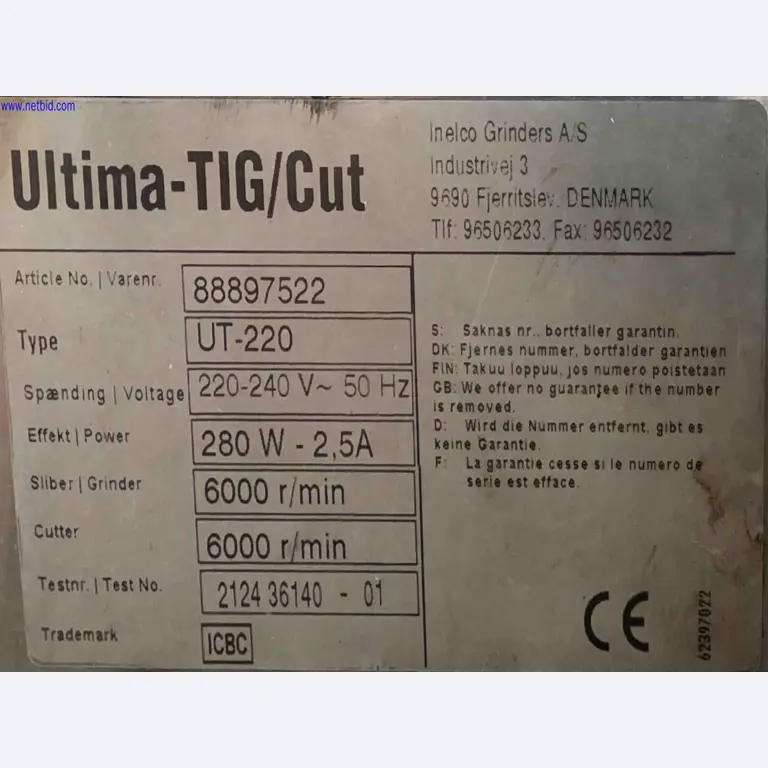 www.netbid.com
Ultima-TIG/Cut
Inelco Grinders A/S
Industrivej 3
9690 Fjerritslev. DENMARK
Tlf: 96506233. Fax: 96506232
Article No. | Varenr. 88897522
Type UT-220
Spænding | Voltage 220-240 V~ 50 Hz
Effekt | Power 280 W - 2,5A
Sliber | Grinder 6000 r/min
Cutter 6000 r/min
Testnr. | Test No. 2124 36140 - 01
Trademark ICBC
S: Saknas nr.. bortfaller garantin.
DK: Fjernes nummer, bortfalder garantien
FIN: Takuu loppuu, jos numero poistetaan
GB: We offer no guarantee if the number
is removed.
D: Wird die Nummer entfernt, gibt es
keine Garantie.
F: La garantie cesse si le numero de
serie est efface.
CE
62397022